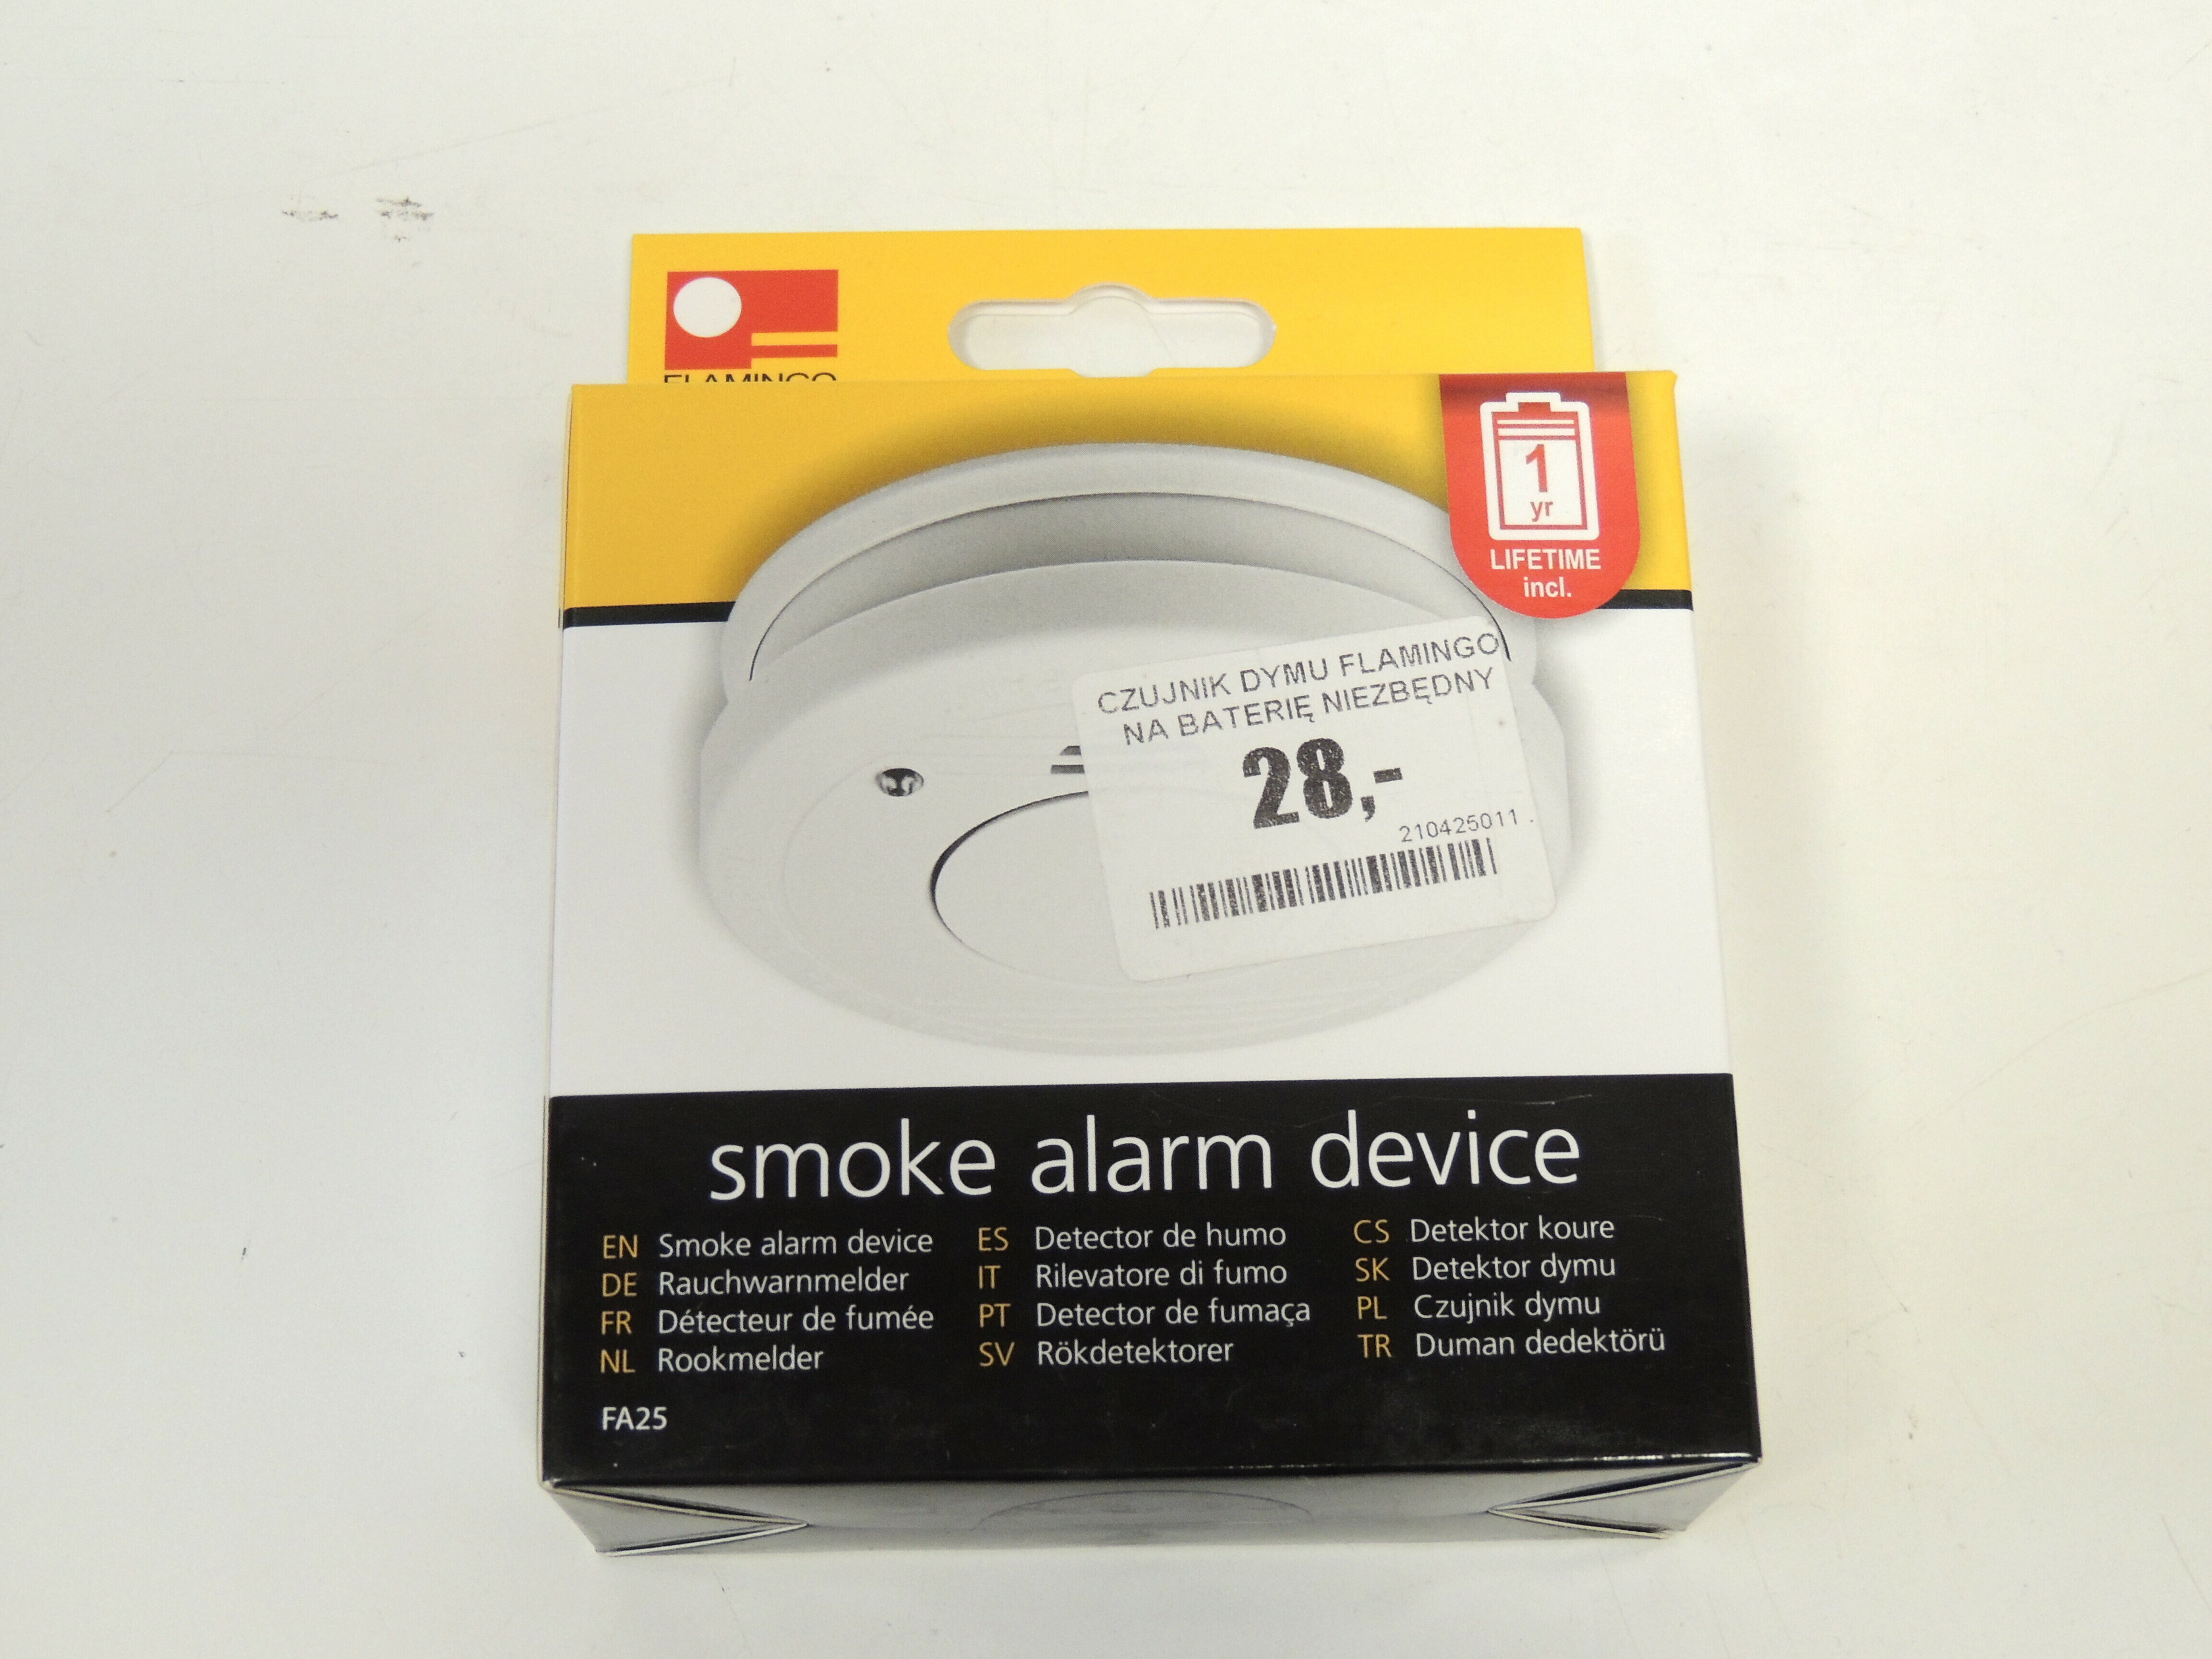 FLAMINGO
1
yr
LIFETIME
incl.
CZUJNIK DYMU FLAMINGO
NA BATERIĘ NIEZBĘDNY
28,-
210425011 .
smoke alarm device
EN Smoke alarm device
DE Rauchwarnmelder
FR Détecteur de fumée
NL Rookmelder
ES Detector de humo
IT Rilevatore di fumo
PT Detector de fumaça
SV Rökdetektorer
CS Detektor koure
SK Detektor dymu
PL Czujnik dymu
TR Duman dedektörü
FA25